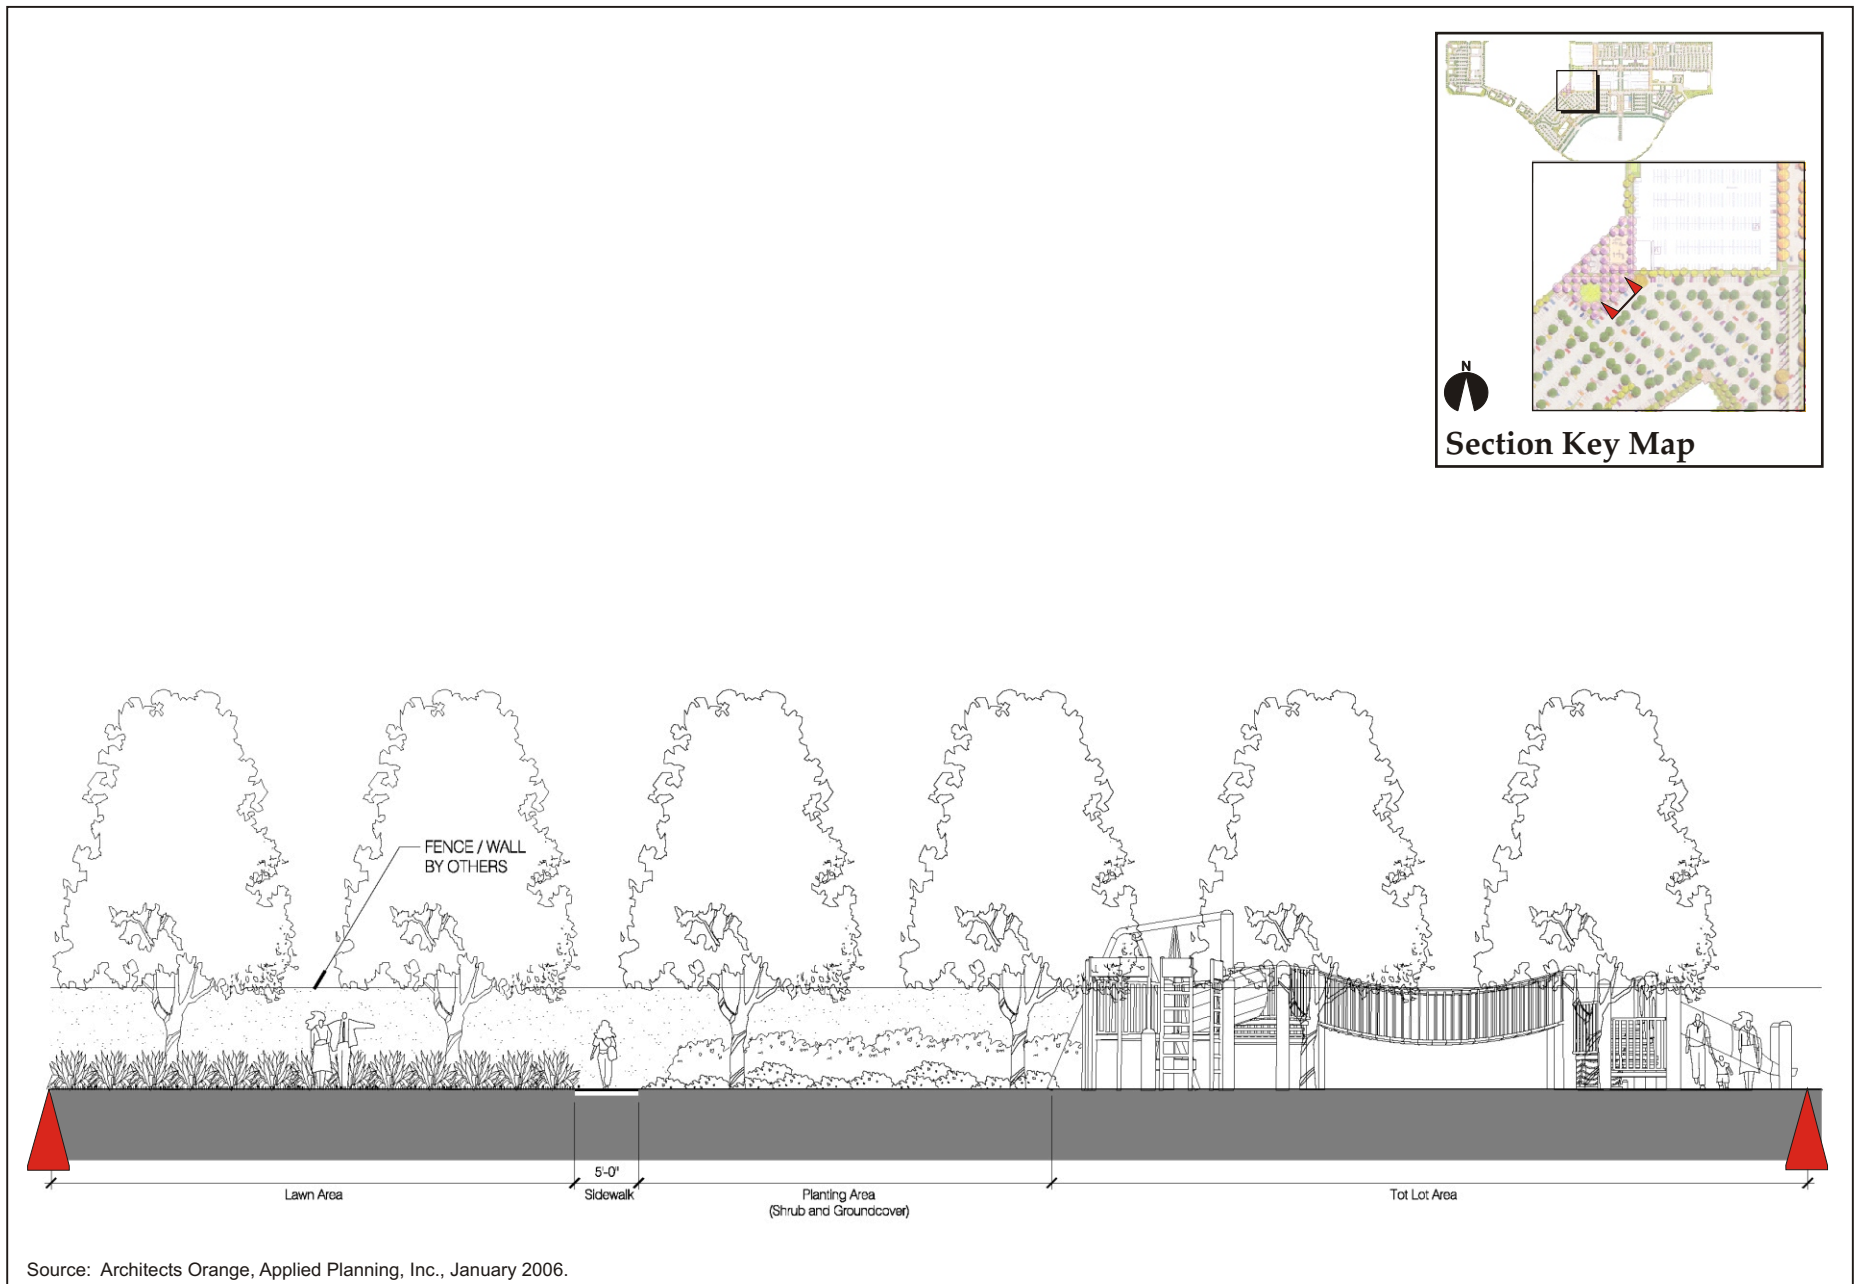 N
Section Key Map
FENCE / WALL
BY OTHERS
5'-0"
Lawn Area
Sidewalk
Planting Area
(Shrub and Groundcover)
Tot Lot Area
Source: Architects Orange, Applied Planning, Inc., January 2006.